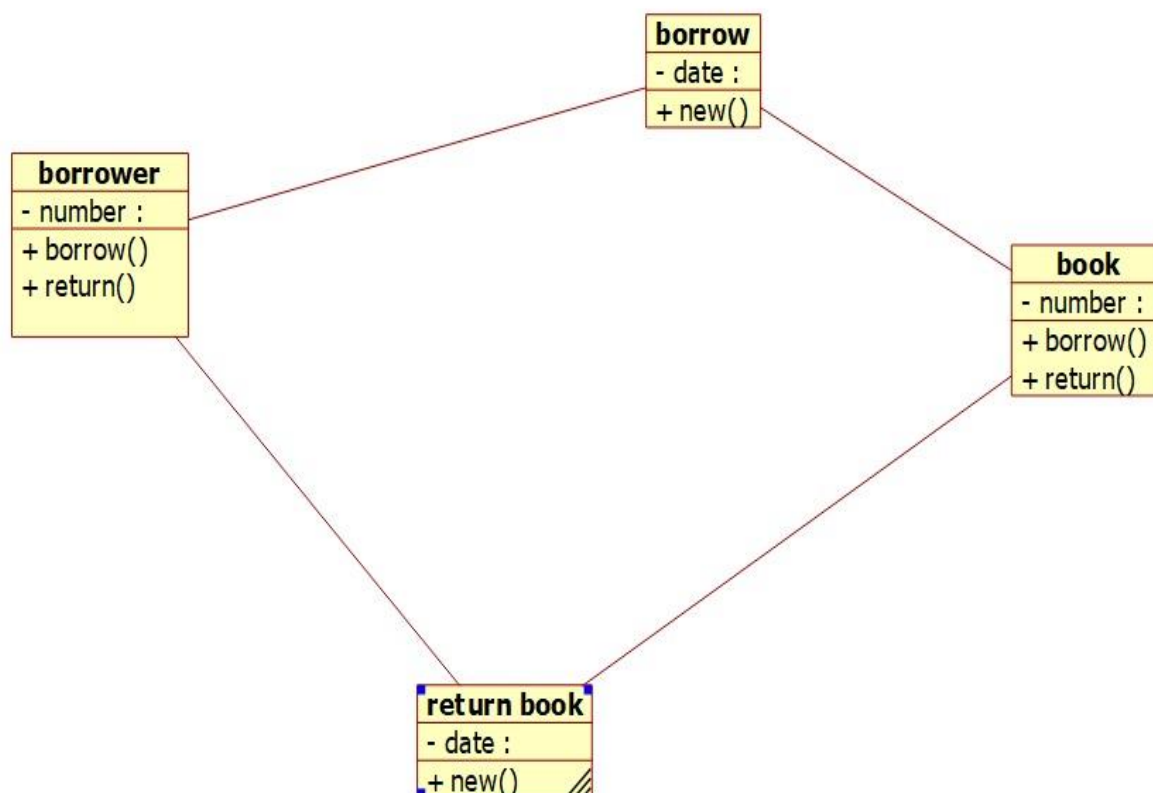 borrow
- date :
+ new()
borrower
- number :
+ borrow()
+ return()
book
- number :
+ borrow()
+ return()
return book
- date :
+ new()